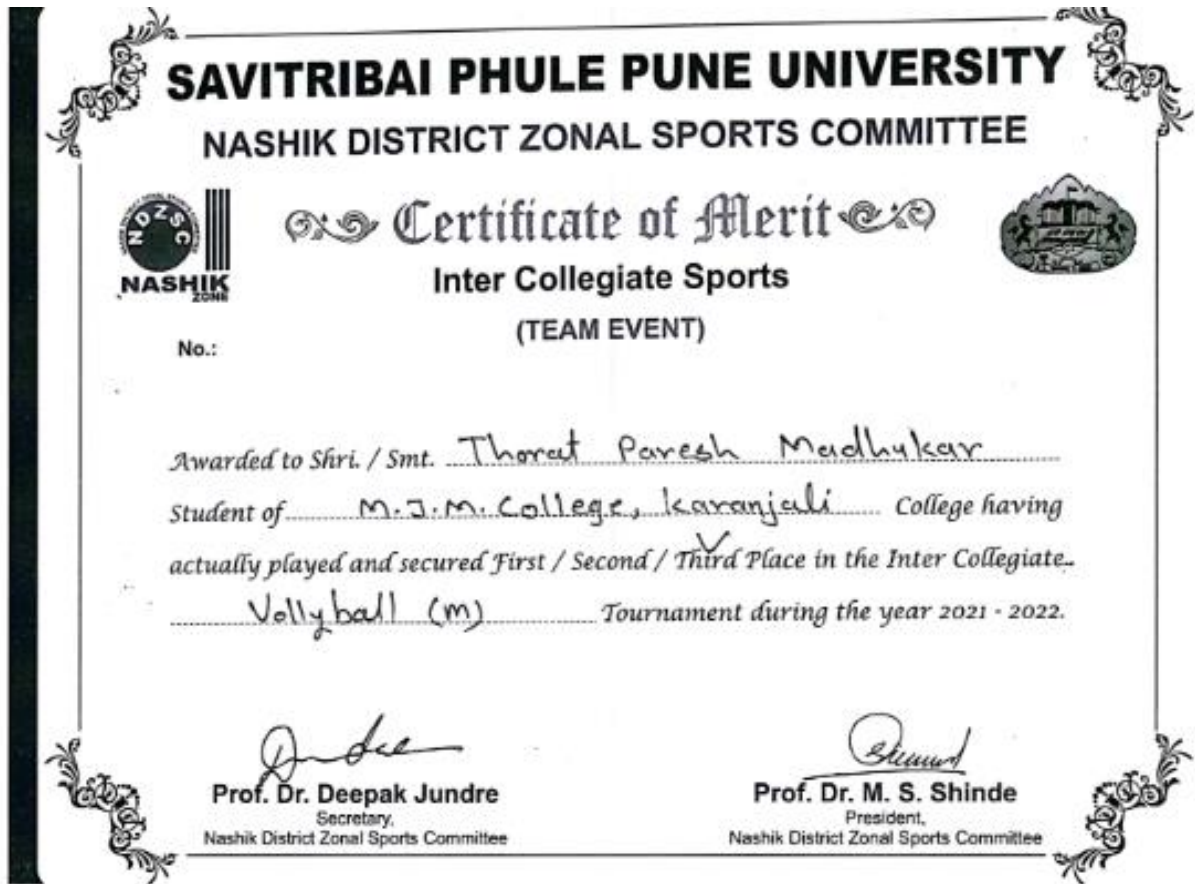 SAVITRIBAI PHULE PUNE UNIVERSITY
NASHIK DISTRICT ZONAL SPORTS COMMITTEE
NDZSC
NASHIK
ZONE
Certificate of Merit
Inter Collegiate Sports
(TEAM EVENT)
No.:
Awarded to Shri. / Smt. Thorat Paresh Madhukar
Student of M.J.M. College, Karanjali College having
actually played and secured First / Second / Third Place in the Inter Collegiate
Vollyball (M) Tournament during the year 2021 - 2022.
Prof. Dr. Deepak Jundre
Secretary,
Nashik District Zonal Sports Committee
Prof. Dr. M. S. Shinde
President,
Nashik District Zonal Sports Committee